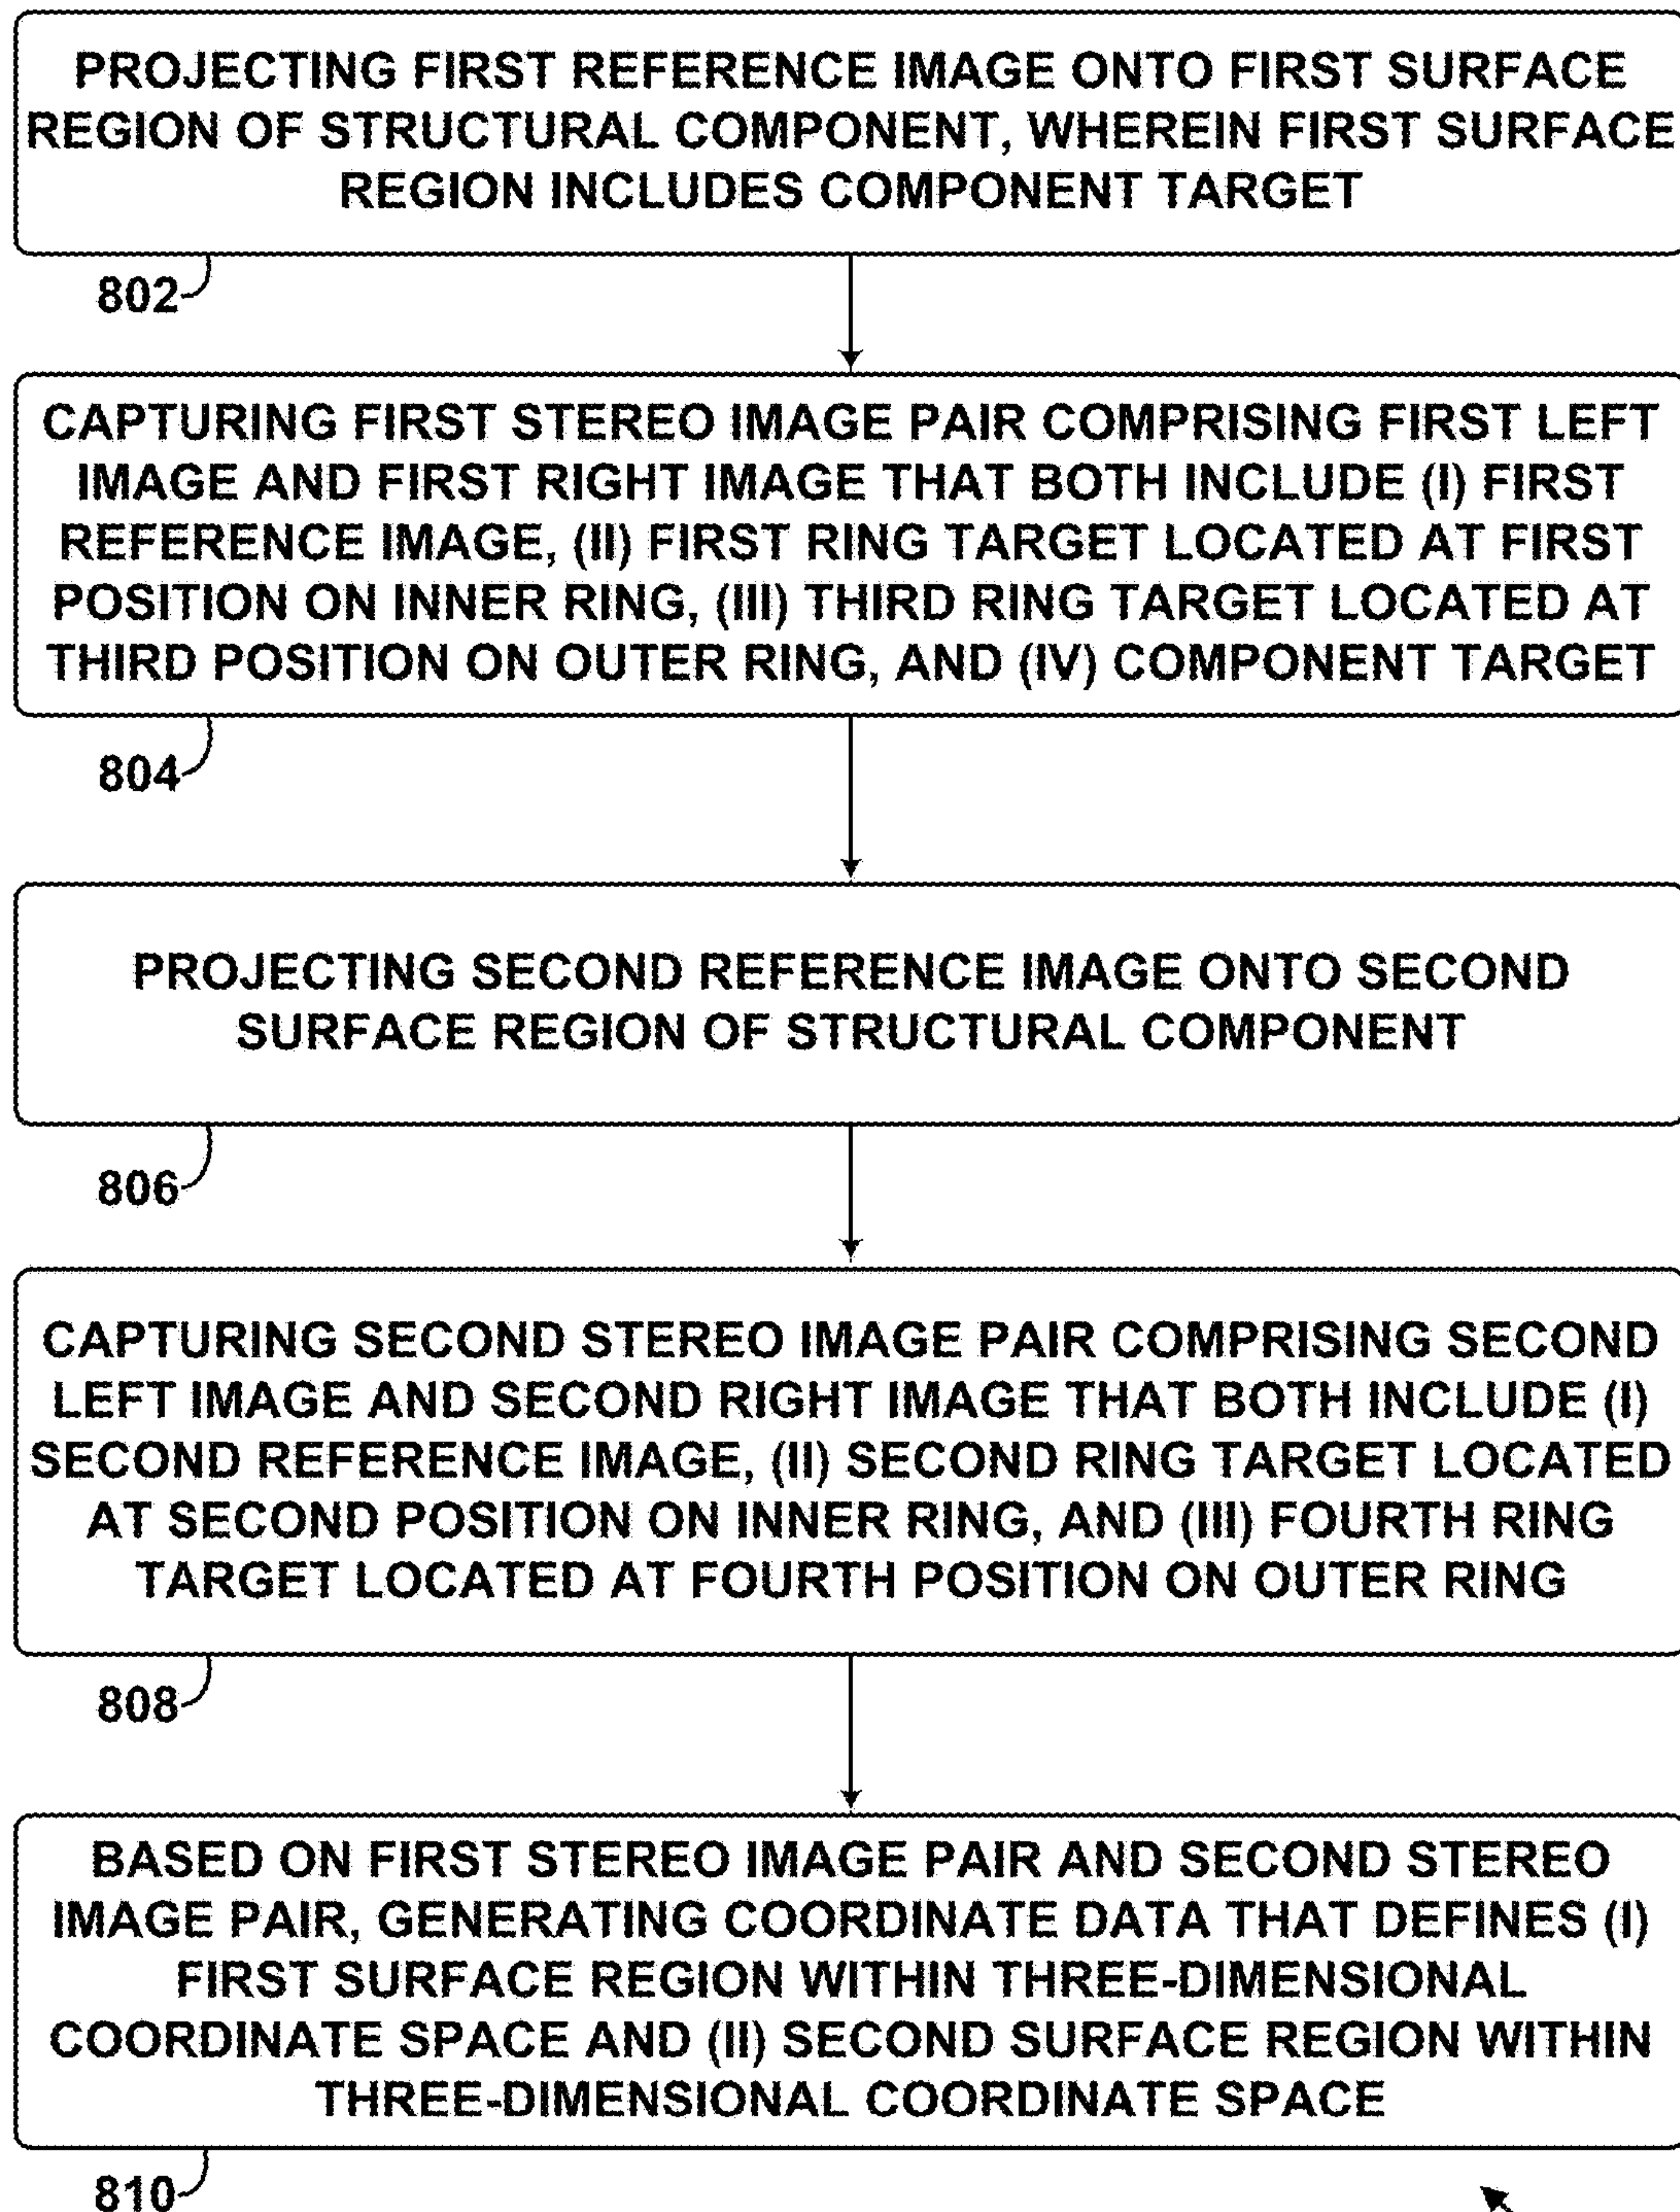 PROJECTING FIRST REFERENCE IMAGE ONTO FIRST SURFACE
REGION OF STRUCTURAL COMPONENT, WHEREIN FIRST SURFACE
REGION INCLUDES COMPONENT TARGET
802
CAPTURING FIRST STEREO IMAGE PAIR COMPRISING FIRST LEFT
IMAGE AND FIRST RIGHT IMAGE THAT BOTH INCLUDE (I) FIRST
REFERENCE IMAGE, (II) FIRST RING TARGET LOCATED AT FIRST
POSITION ON INNER RING, (III) THIRD RING TARGET LOCATED AT
THIRD POSITION ON OUTER RING, AND (IV) COMPONENT TARGET
804
PROJECTING SECOND REFERENCE IMAGE ONTO SECOND
SURFACE REGION OF STRUCTURAL COMPONENT
806
CAPTURING SECOND STEREO IMAGE PAIR COMPRISING SECOND
LEFT IMAGE AND SECOND RIGHT IMAGE THAT BOTH INCLUDE (I)
SECOND REFERENCE IMAGE, (II) SECOND RING TARGET LOCATED
AT SECOND POSITION ON INNER RING, AND (III) FOURTH RING
TARGET LOCATED AT FOURTH POSITION ON OUTER RING
808
BASED ON FIRST STEREO IMAGE PAIR AND SECOND STEREO
IMAGE PAIR, GENERATING COORDINATE DATA THAT DEFINES (I)
FIRST SURFACE REGION WITHIN THREE-DIMENSIONAL
COORDINATE SPACE AND (II) SECOND SURFACE REGION WITHIN
THREE-DIMENSIONAL COORDINATE SPACE
810